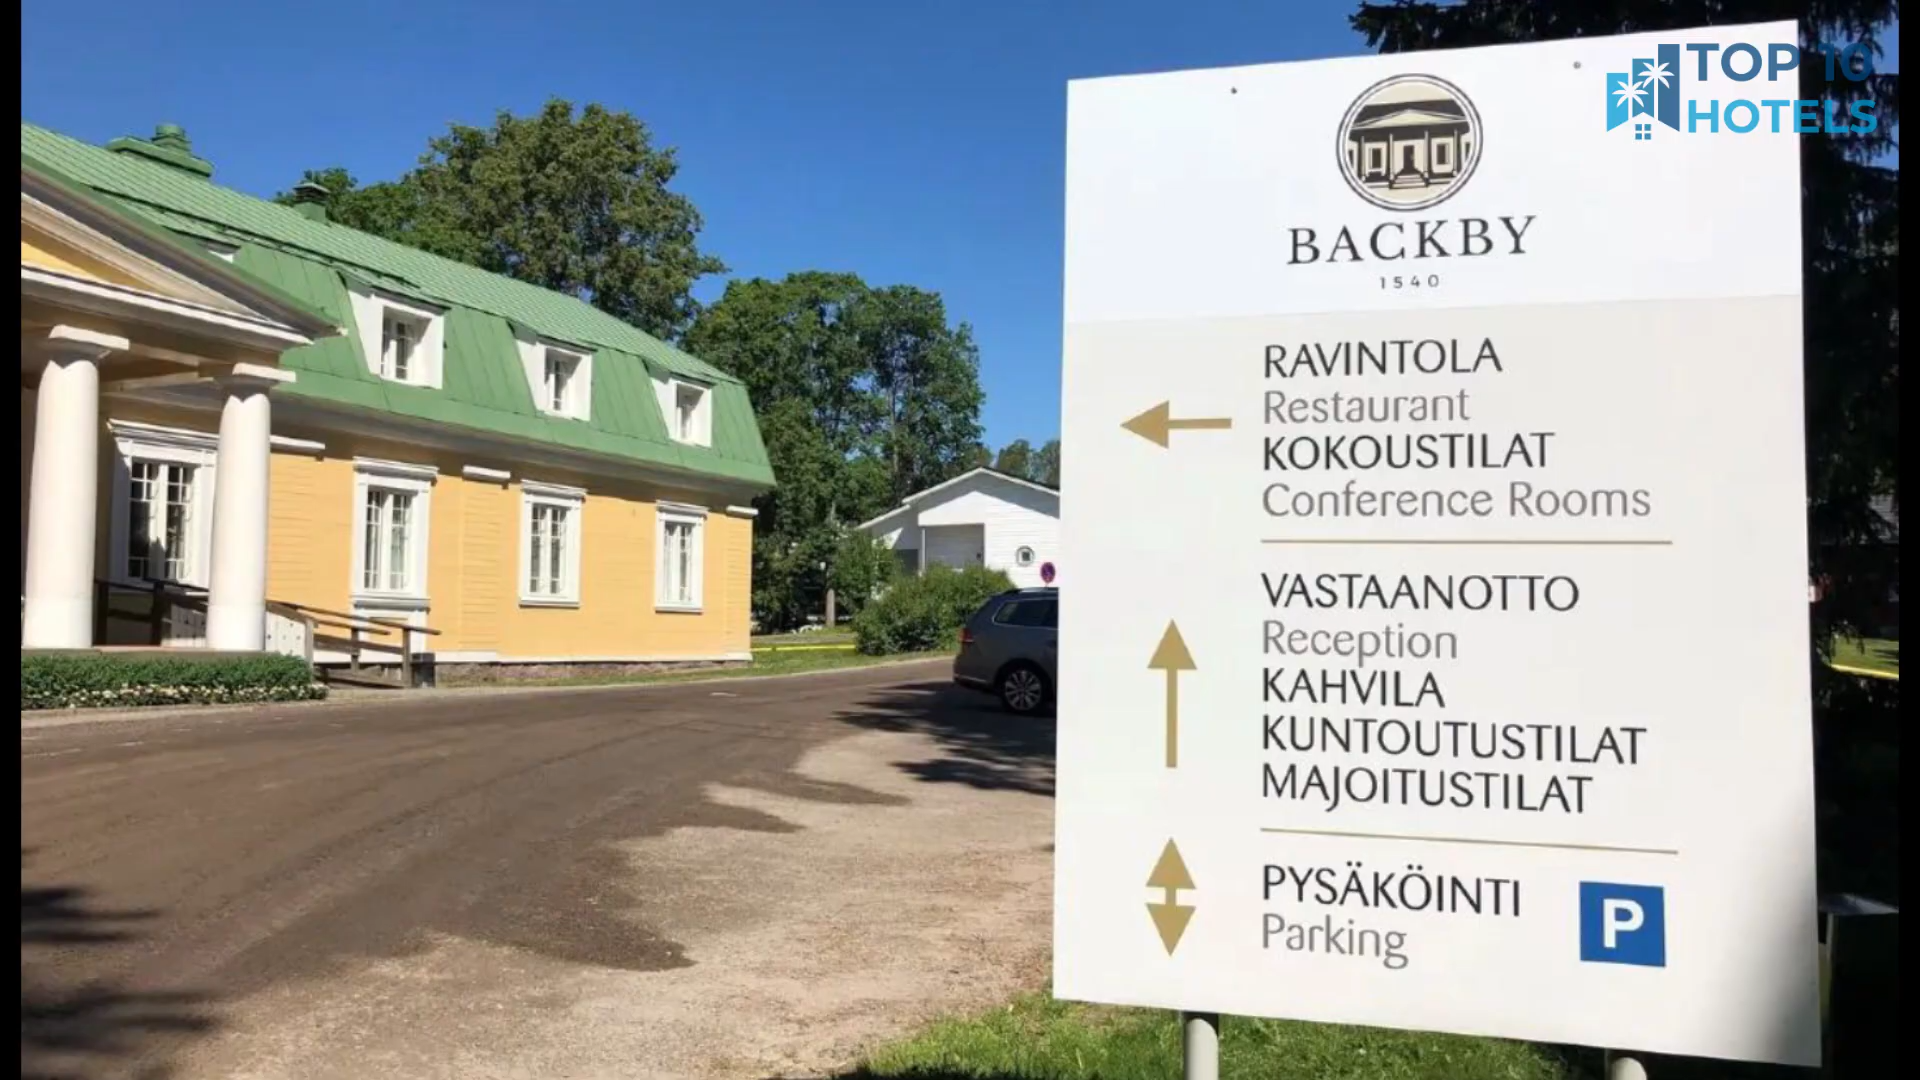 TOP 10
HOTELS
BACKBY
1540
RAVINTOLA
Restaurant
KOKOUSTILAT
Conference Rooms
VASTAANOTTO
Reception
KAHVILA
KUNTOUTUSTILAT
MAJOITUSTILAT
PYSÄKÖINTI
Parking
P